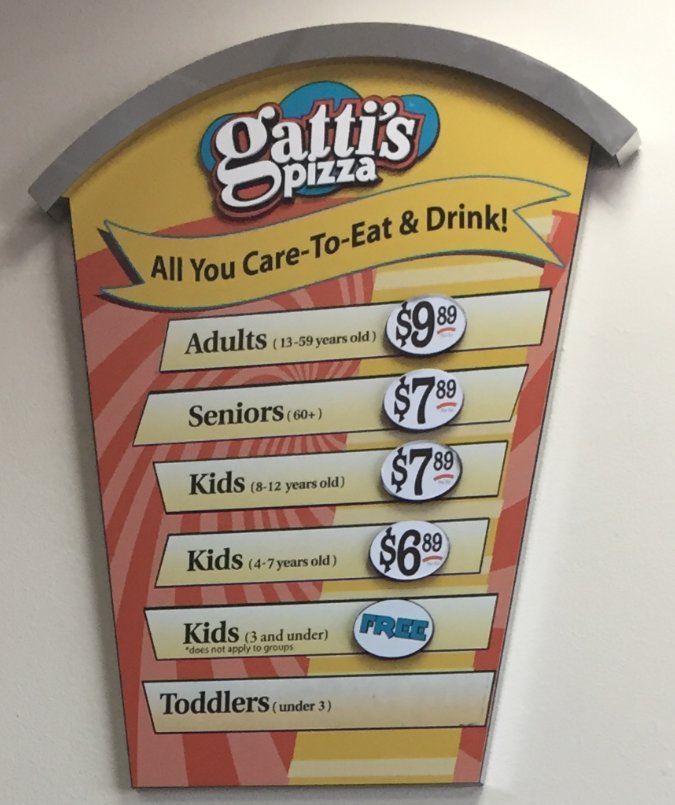 gatti's
pizza
All You Care-To-Eat & Drink!
Adults (13-59 years old) $9 89
Seniors (60+) $7 89
Kids (8-12 years old) $7 89
Kids (4-7 years old) $6 89
Kids (3 and under) FREE
*does not apply to groups
Toddlers (under 3)